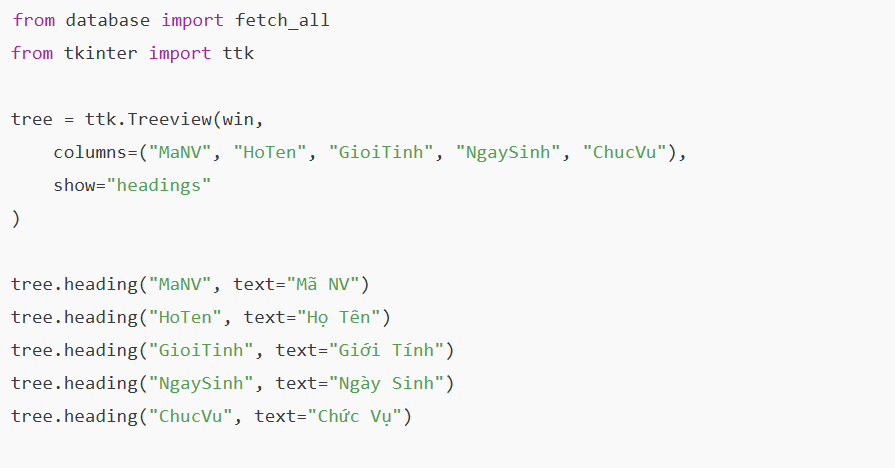 from database import fetch_all
from tkinter import ttk
tree = ttk.Treeview(win,
    columns=("MaNV", "HoTen", "GioiTinh", "NgaySinh", "ChucVu"),
    show="headings"
)
tree.heading("MaNV", text="Mã NV")
tree.heading("HoTen", text="Họ Tên")
tree.heading("GioiTinh", text="Giới Tính")
tree.heading("NgaySinh", text="Ngày Sinh")
tree.heading("ChucVu", text="Chức Vụ")